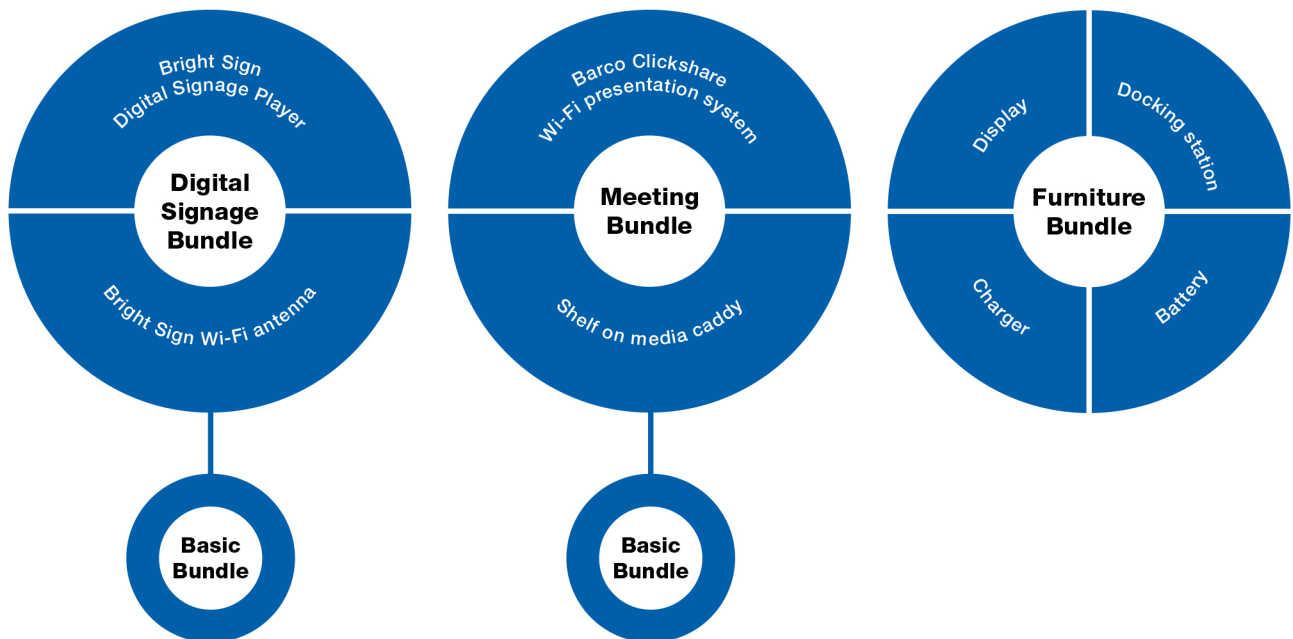 Bright Sign
Digital Signage Player
Digital
Signage
Bundle
Bright Sign Wi-Fi antenna
Basic
Bundle
Barco Clickshare
Wi-Fi presentation system
Meeting
Bundle
Shelf on media caddy
Basic
Bundle
Display
Docking station
Furniture
Bundle
Charger
Battery